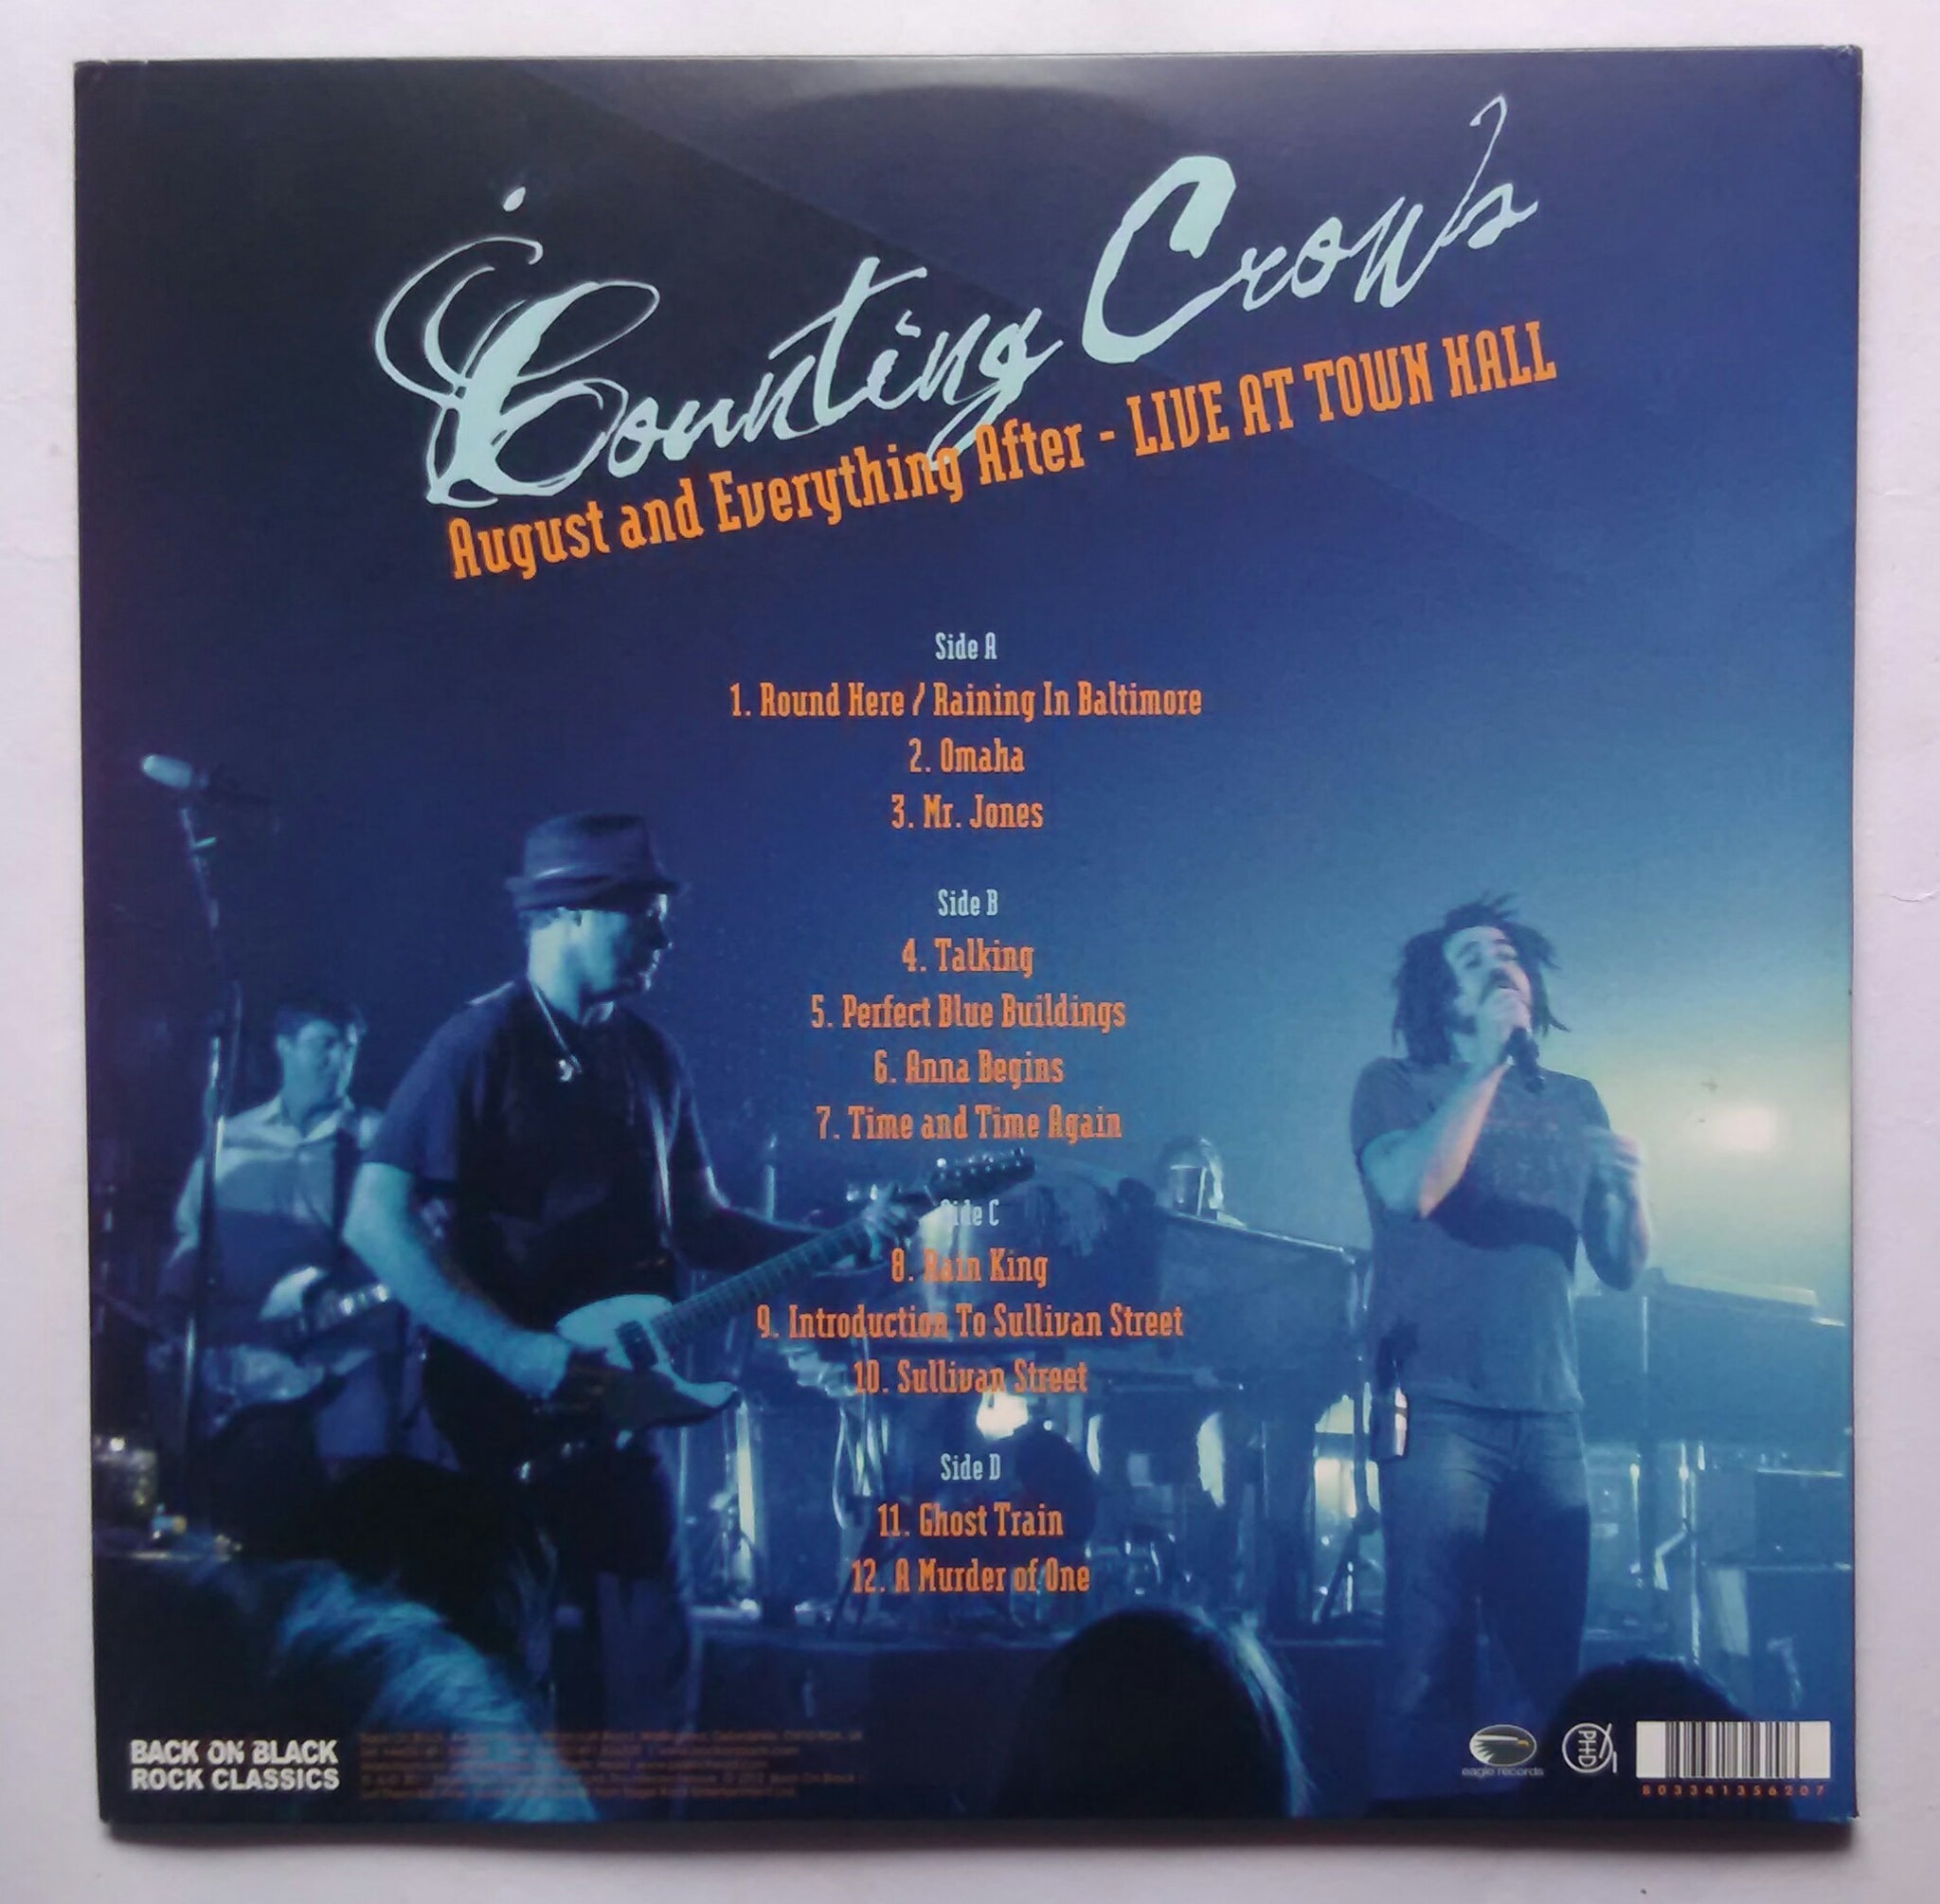 Counting Crows
August and Everything After - LIVE AT TOWN HALL
Side A
1. Round Here / Raining In Baltimore
2. Omaha
3. Mr. Jones
Side B
4. Talking
5. Perfect Blue Buildings
6. Anna Begins
7. Time and Time Again
Side C
8. Rain King
9. Introduction To Sullivan Street
10. Sullivan Street
Side D
11. Ghost Train
12. A Murder of One
BACK ON BLACK
ROCK CLASSICS
eagle records
PHD
803341356207